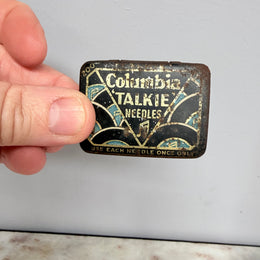 Columbia
"TALKIE"
NEEDLES
USE EACH NEEDLE ONCE ONLY